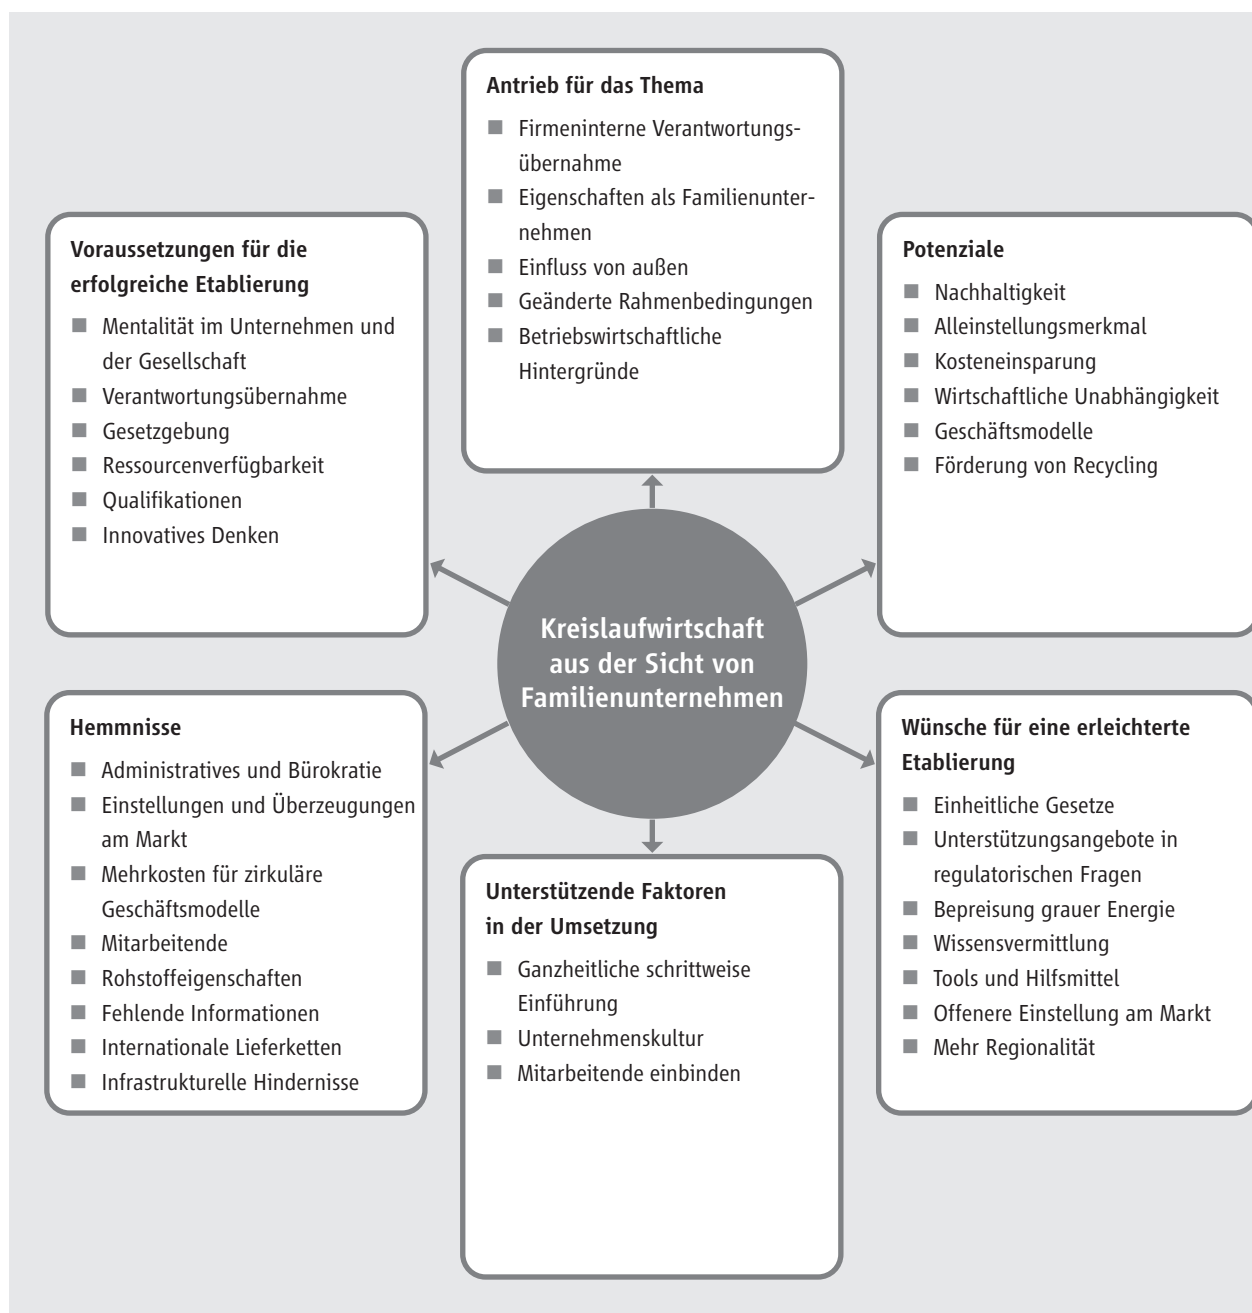 Antrieb für das Thema
■ Firmeninterne Verantwortungs-
übernahme
■ Eigenschaften als Familienunter-
nehmen
■ Einfluss von außen
■ Geänderte Rahmenbedingungen
■ Betriebswirtschaftliche
Hintergründe
Voraussetzungen für die
erfolgreiche Etablierung
■ Mentalität im Unternehmen und
der Gesellschaft
■ Verantwortungsübernahme
■ Gesetzgebung
■ Ressourcenverfügbarkeit
■ Qualifikationen
■ Innovatives Denken
Potenziale
■ Nachhaltigkeit
■ Alleinstellungsmerkmal
■ Kosteneinsparung
■ Wirtschaftliche Unabhängigkeit
■ Geschäftsmodelle
■ Förderung von Recycling
Kreislaufwirtschaft
aus der Sicht von
Familienunternehmen
Hemmnisse
■ Administratives und Bürokratie
■ Einstellungen und Überzeugungen
am Markt
■ Mehrkosten für zirkuläre
Geschäftsmodelle
■ Mitarbeitende
■ Rohstoffeigenschaften
■ Fehlende Informationen
■ Internationale Lieferketten
■ Infrastrukturelle Hindernisse
Unterstützende Faktoren
in der Umsetzung
■ Ganzheitliche schrittweise
Einführung
■ Unternehmenskultur
■ Mitarbeitende einbinden
Wünsche für eine erleichterte
Etablierung
■ Einheitliche Gesetze
■ Unterstützungsangebote in
regulatorischen Fragen
■ Bepreisung grauer Energie
■ Wissensvermittlung
■ Tools und Hilfsmittel
■ Offenere Einstellung am Markt
■ Mehr Regionalität